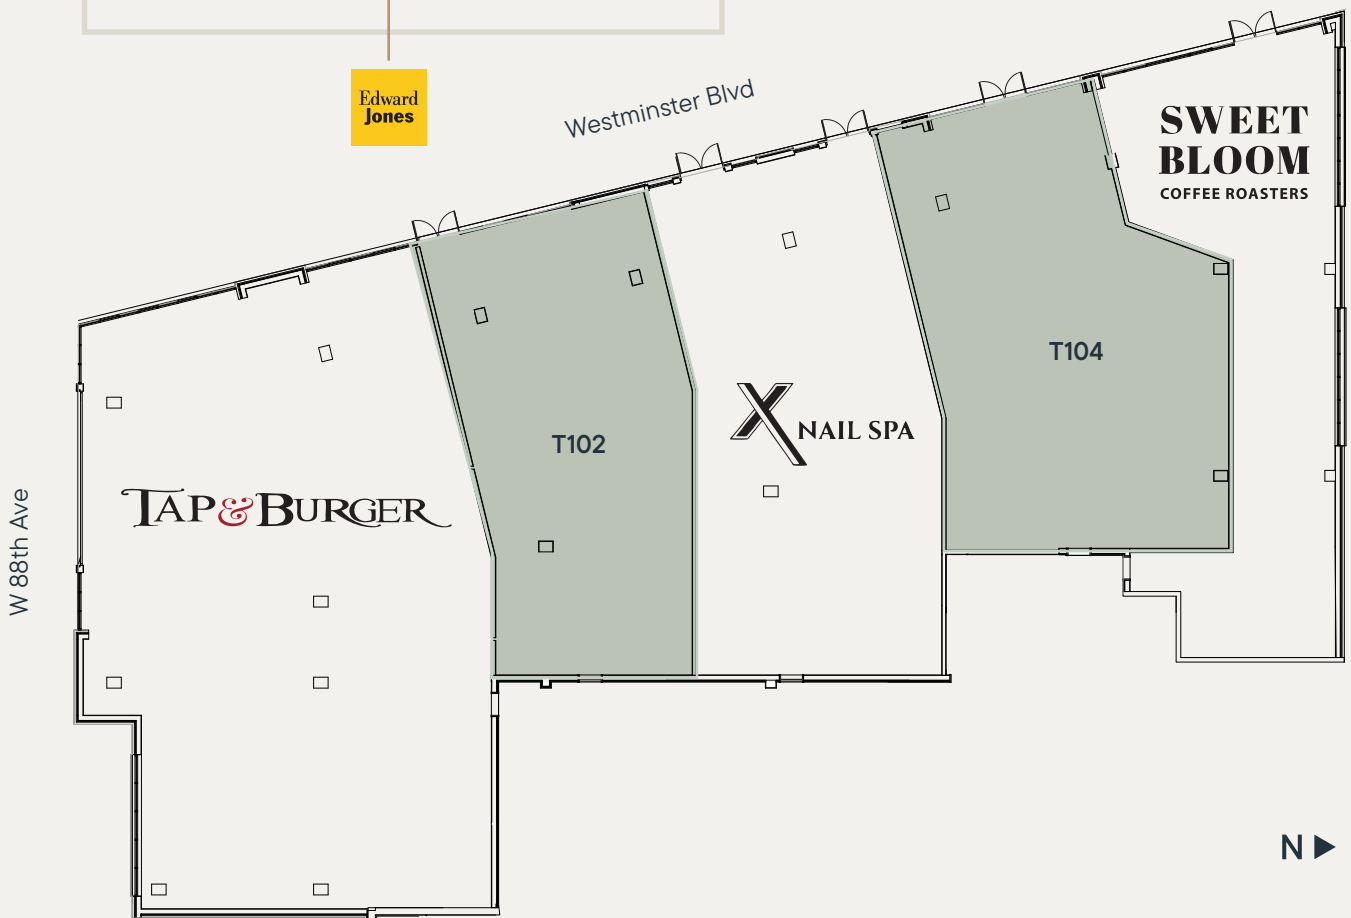 Edward
Jones
Westminster Blvd
SWEET
BLOOM
COFFEE ROASTERS
T104
T102
X NAIL SPA
TAP & BURGER
W 88th Ave
N